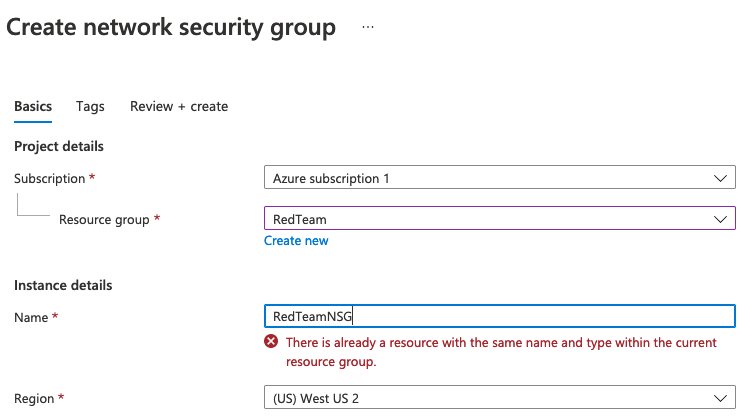 Create network security group ...
Basics Tags Review + create
Project details
Subscription * Azure subscription 1
Resource group * RedTeam
Create new
Instance details
Name * RedTeamNSG
There is already a resource with the same name and type within the current
resource group.
Region * (US) West US 2